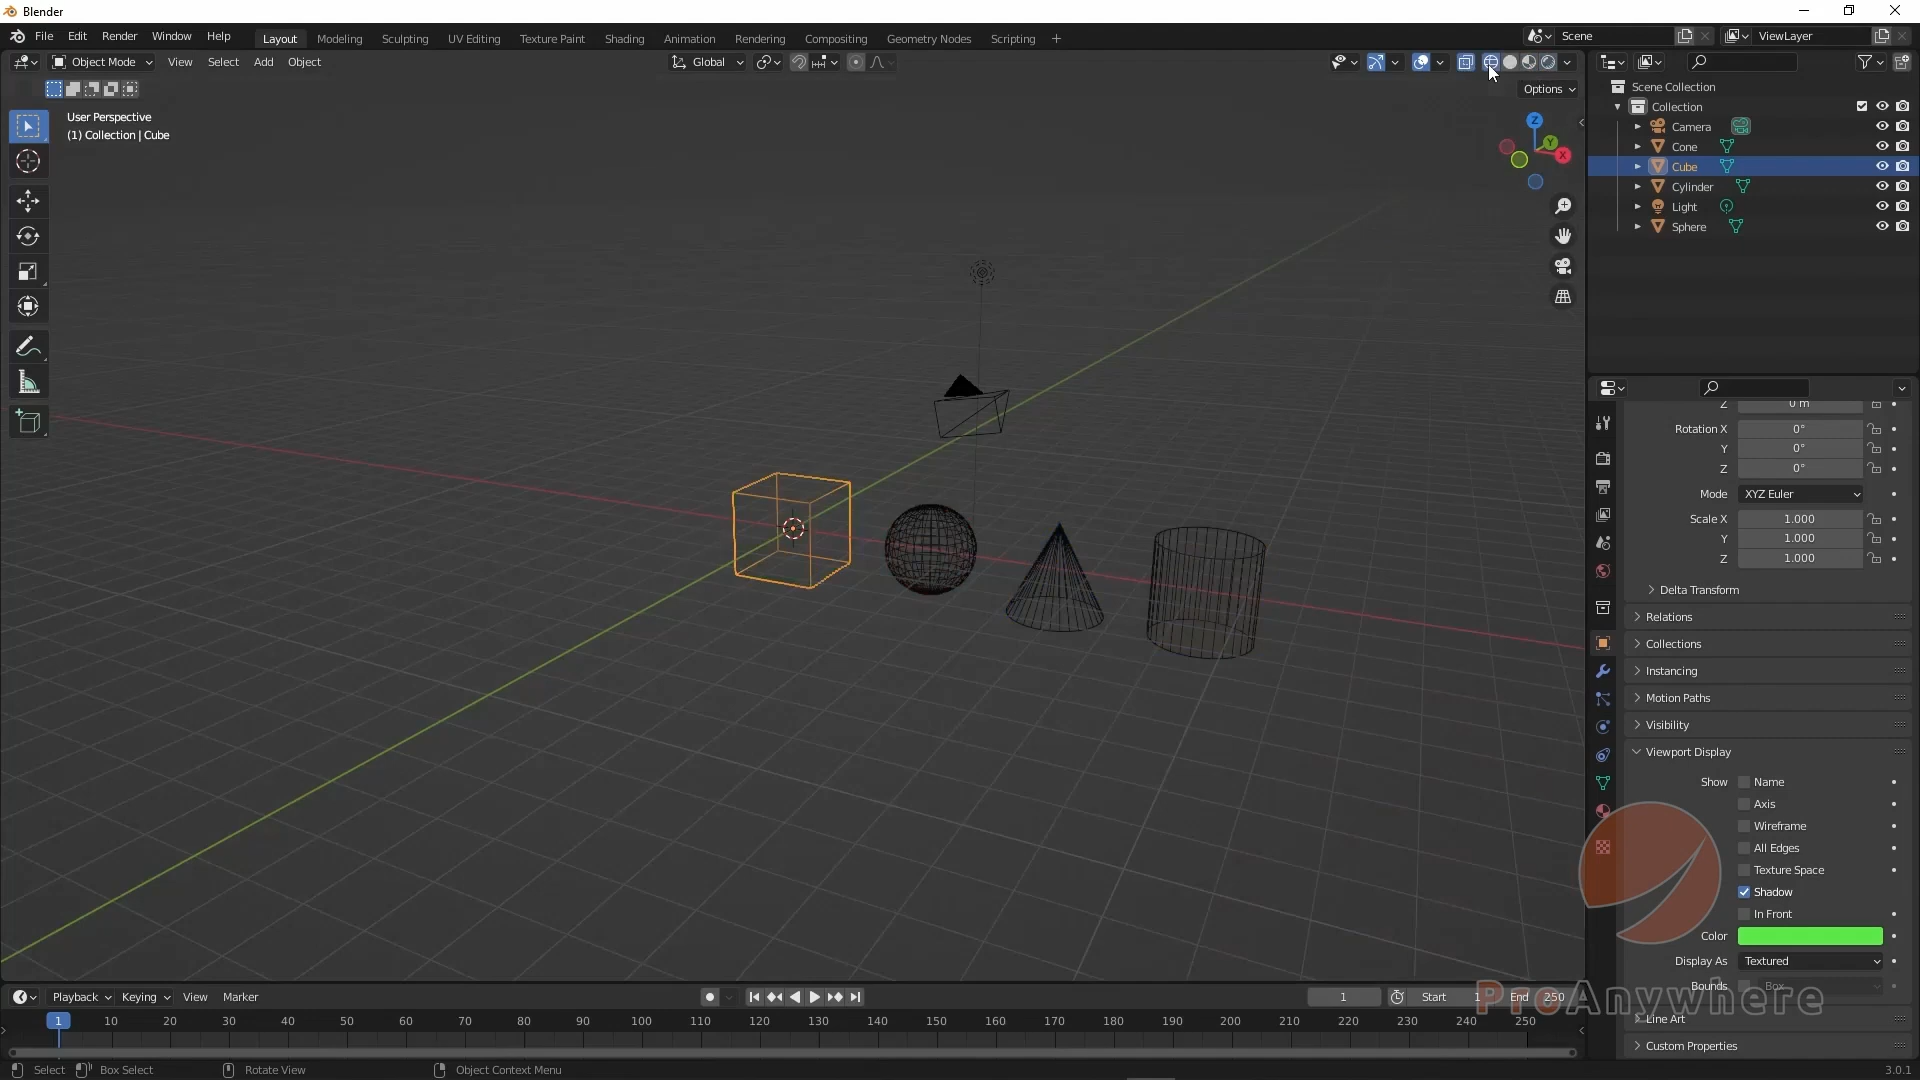 Blender
File Edit Render Window Help Layout Modeling Sculpting UV Editing Texture Paint Shading Animation Rendering Compositing Geometry Nodes Scripting + Scene ViewLayer
Object Mode View Select Add Object Global
Options
User Perspective
(1) Collection | Cube
Z
Y
X
Scene Collection
Collection
Camera
Cone
Cube
Cylinder
Light
Sphere
Z 0 m
Rotation X 0°
Y 0°
Z 0°
Mode XYZ Euler
Scale X 1.000
Y 1.000
Z 1.000
Delta Transform
Relations
Collections
Instancing
Motion Paths
Visibility
Viewport Display
Show Name
Axis
Wireframe
All Edges
Texture Space
Shadow
In Front
Color
Display As Textured
Bounds Box
ProAnywhere
Line Art
Custom Properties
Playback Keying View Marker 1 Start 1 End 250
1 10 20 30 40 50 60 70 80 90 100 110 120 130 140 150 160 170 180 190 200 210 220 230 240 250
Select Box Select Rotate View Object Context Menu 3.0.1